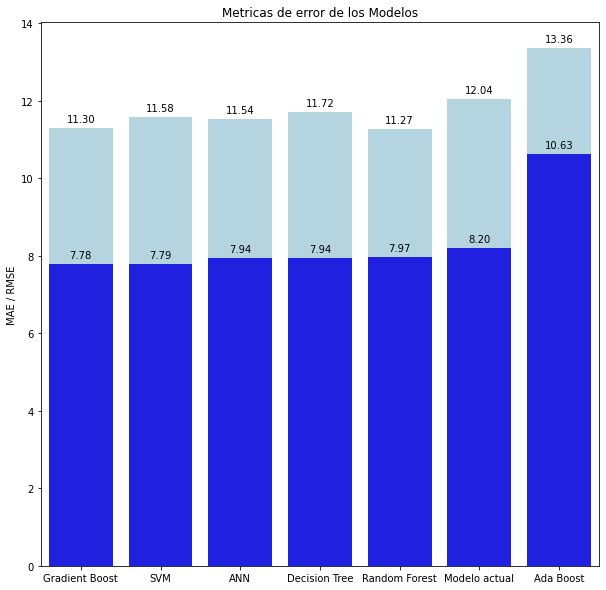 Metricas de error de los Modelos
14
12
10
8
6
4
2
0
MAE / RMSE
11.30
11.58
11.54
11.72
11.27
12.04
13.36
7.78
7.79
7.94
7.94
7.97
8.20
10.63
Gradient Boost
SVM
ANN
Decision Tree
Random Forest
Modelo actual
Ada Boost